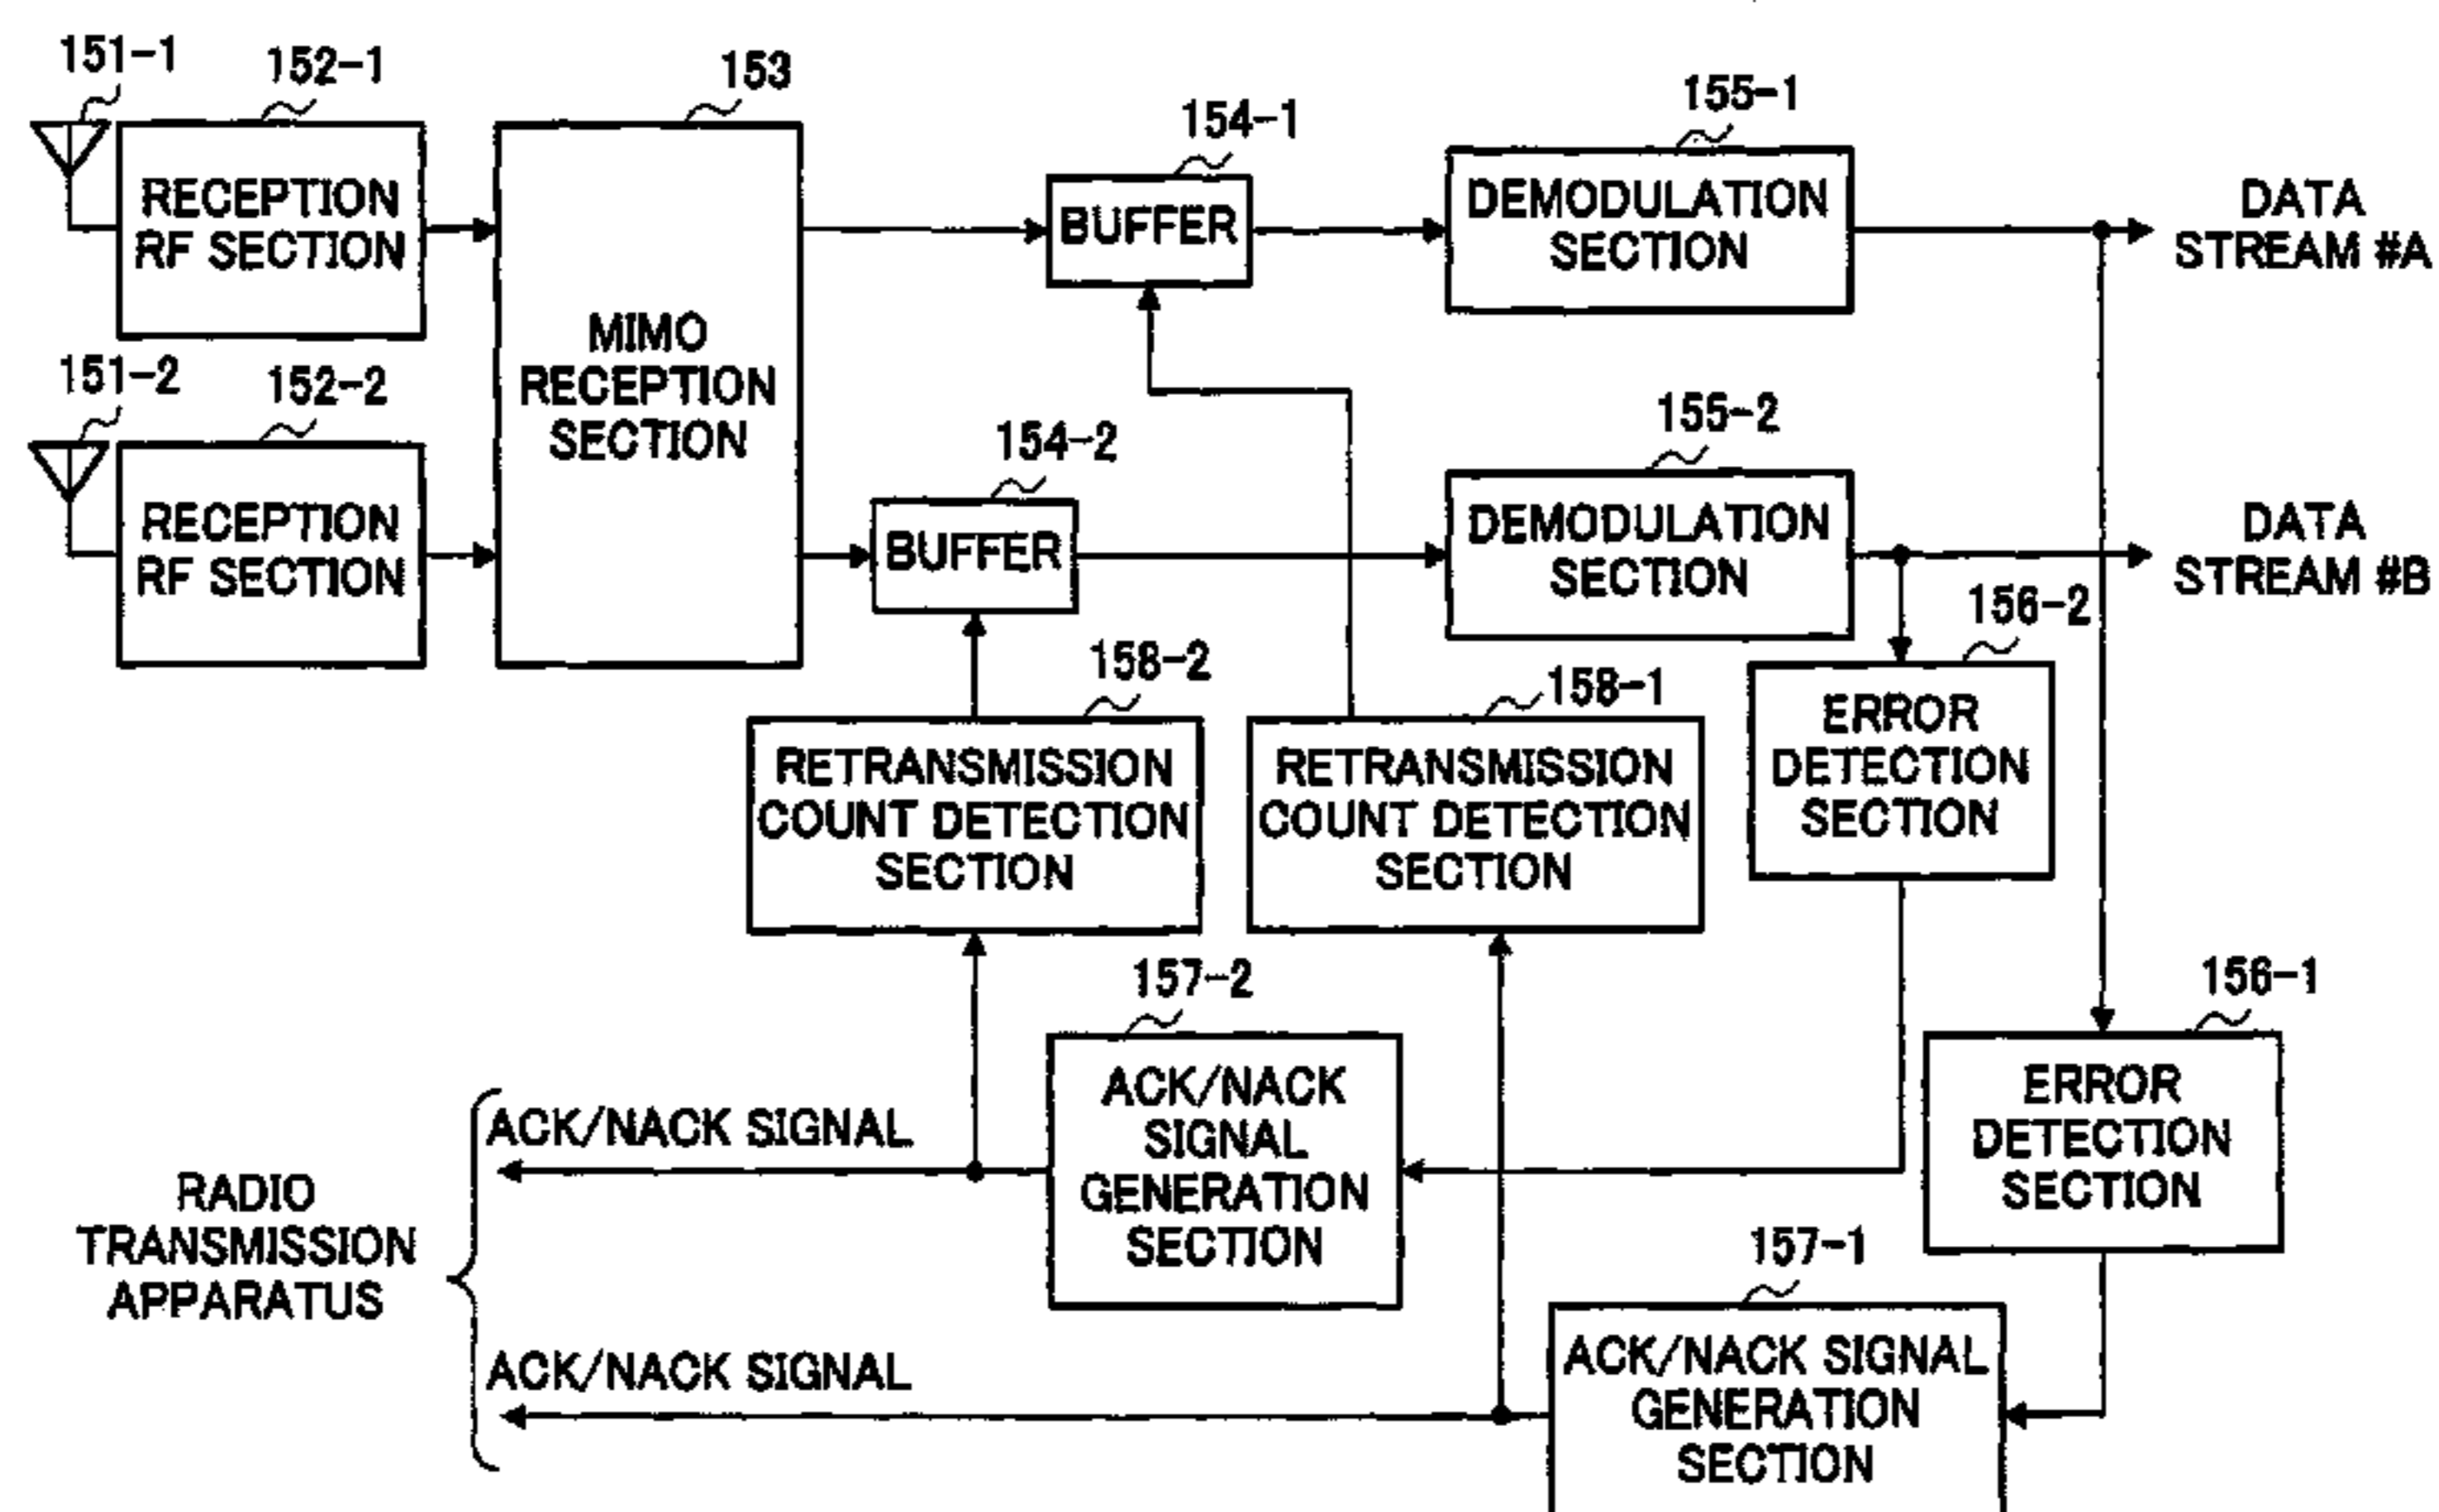 151-1
152-1
153
154-1
155-1
RECEPTION
RF SECTION
MIMO
RECEPTION
SECTION
BUFFER
DEMODULATION
SECTION
DATA
STREAM #A
151-2
152-2
154-2
155-2
RECEPTION
RF SECTION
BUFFER
DEMODULATION
SECTION
DATA
STREAM #B
156-2
158-2
158-1
RETRANSMISSION
COUNT DETECTION
SECTION
RETRANSMISSION
COUNT DETECTION
SECTION
ERROR
DETECTION
SECTION
157-2
156-1
ACK/NACK SIGNAL
ACK/NACK
SIGNAL
GENERATION
SECTION
ERROR
DETECTION
SECTION
RADIO
TRANSMISSION
APPARATUS
157-1
ACK/NACK SIGNAL
ACK/NACK SIGNAL
GENERATION
SECTION